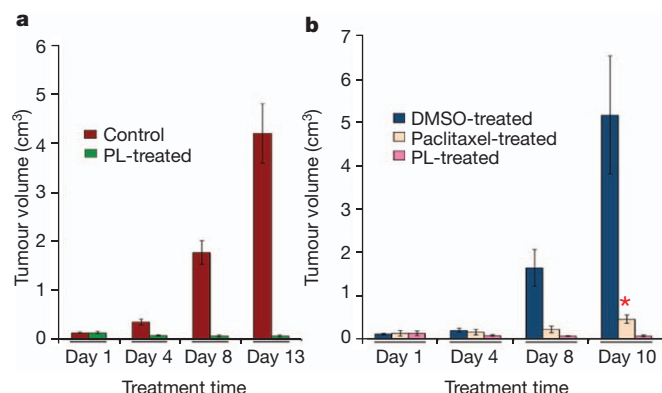 a
Tumour volume (cm3)
6
5
4
3
2
1
0
Control
PL-treated
Day 1 Day 4 Day 8 Day 13
Treatment time
b
Tumour volume (cm3)
7
6
5
4
3
2
1
0
DMSO-treated
Paclitaxel-treated
PL-treated
*
Day 1 Day 4 Day 8 Day 10
Treatment time